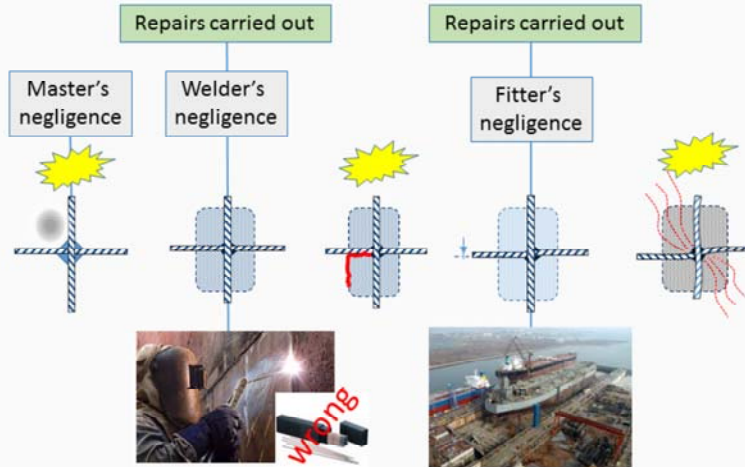 Repairs carried out
Repairs carried out
Master's
negligence
Welder's
negligence
Fitter's
negligence
wrong